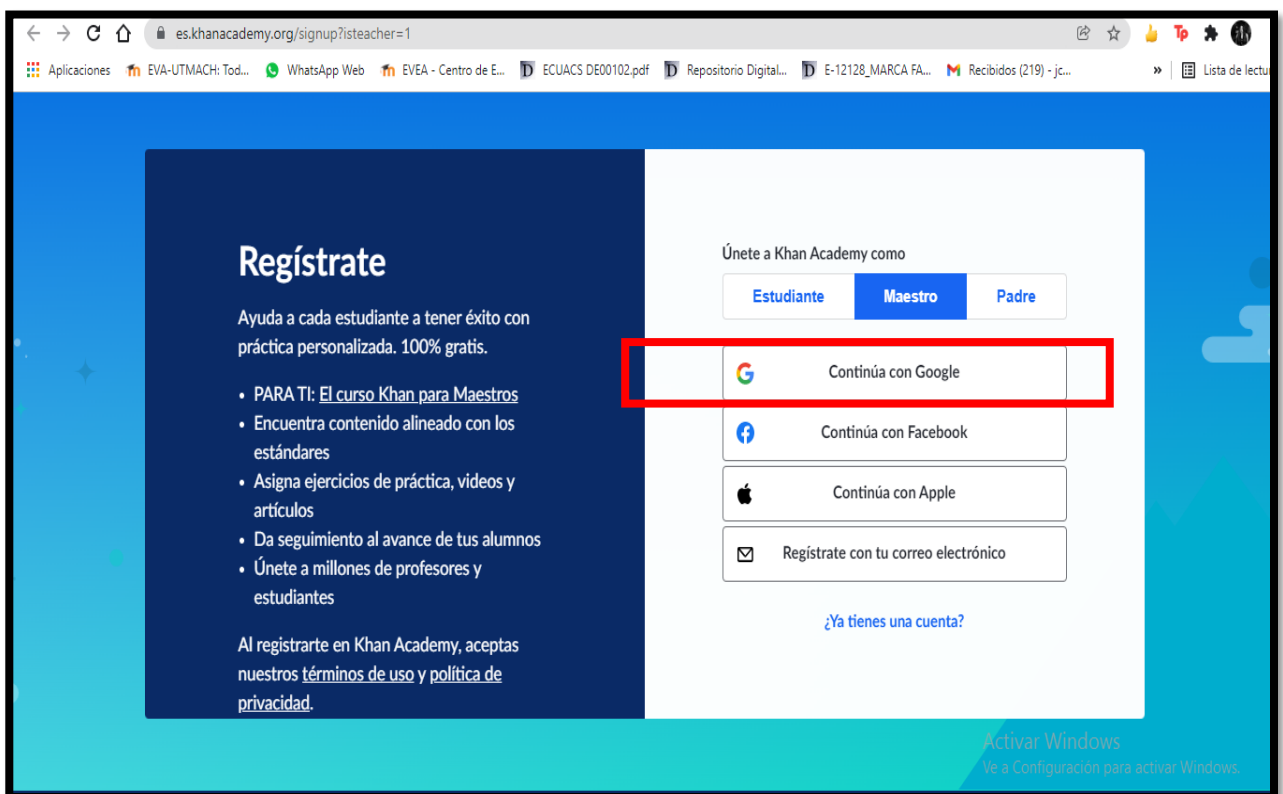 es.khanacademy.org/signup?isteacher=1
Aplicaciones EVA-UTMACH: Tod... WhatsApp Web EVEA - Centro de E... ECUACS DE00102.pdf Repositorio Digital... E-12128_MARCA FA... Recibidos (219) - jc... » Lista de lectu
Regístrate
Ayuda a cada estudiante a tener éxito con
práctica personalizada. 100% gratis.
• PARA TI: El curso Khan para Maestros
• Encuentra contenido alineado con los
estándares
• Asigna ejercicios de práctica, videos y
artículos
• Da seguimiento al avance de tus alumnos
• Únete a millones de profesores y
estudiantes
Al registrarte en Khan Academy, aceptas
nuestros términos de uso y política de
privacidad.
Únete a Khan Academy como
Estudiante Maestro Padre
Continúa con Google
Continúa con Facebook
Continúa con Apple
Regístrate con tu correo electrónico
¿Ya tienes una cuenta?
Activar Windows
Ve a Configuración para activar Windows.